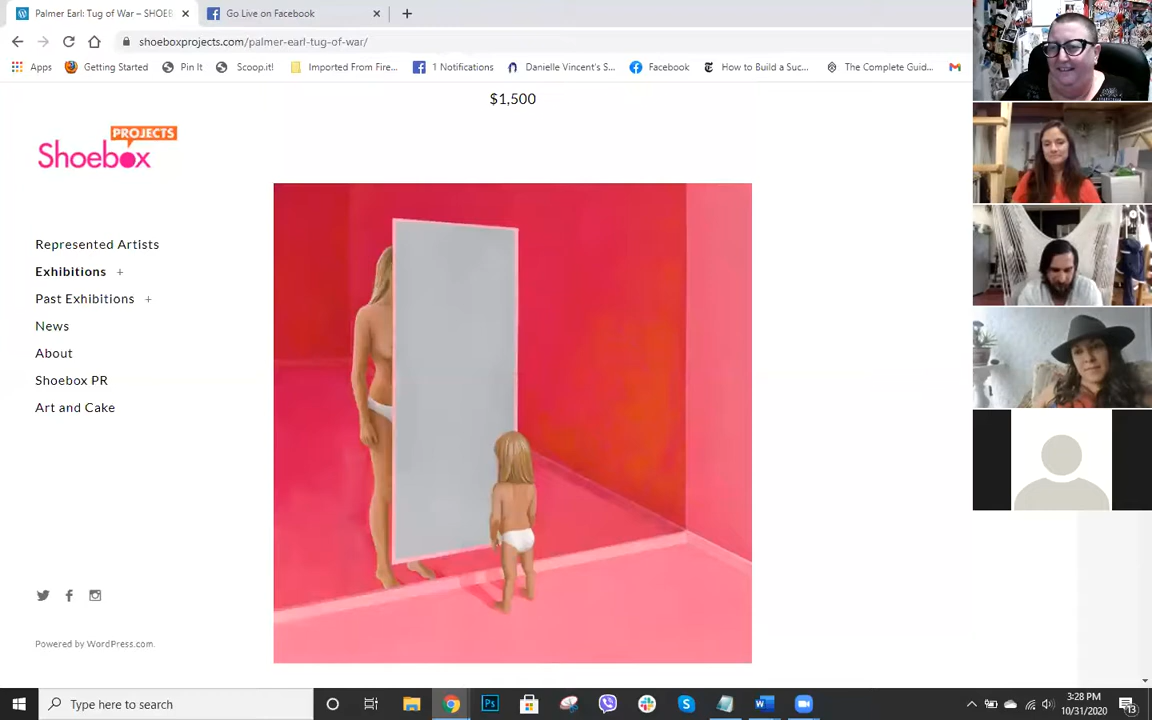 Palmer Earl: Tug of War – SHOEB
Go Live on Facebook
shoeboxprojects.com/palmer-earl-tug-of-war/
Apps Getting Started Pin It Scoop.it! Imported From Fire... 1 Notifications Danielle Vincent's S... Facebook How to Build a Suc... The Complete Guid...
$1,500
PROJECTS
Shoebox
Represented Artists
Exhibitions +
Past Exhibitions +
News
About
Shoebox PR
Art and Cake
Powered by WordPress.com.
Type here to search
3:28 PM
10/31/2020
13